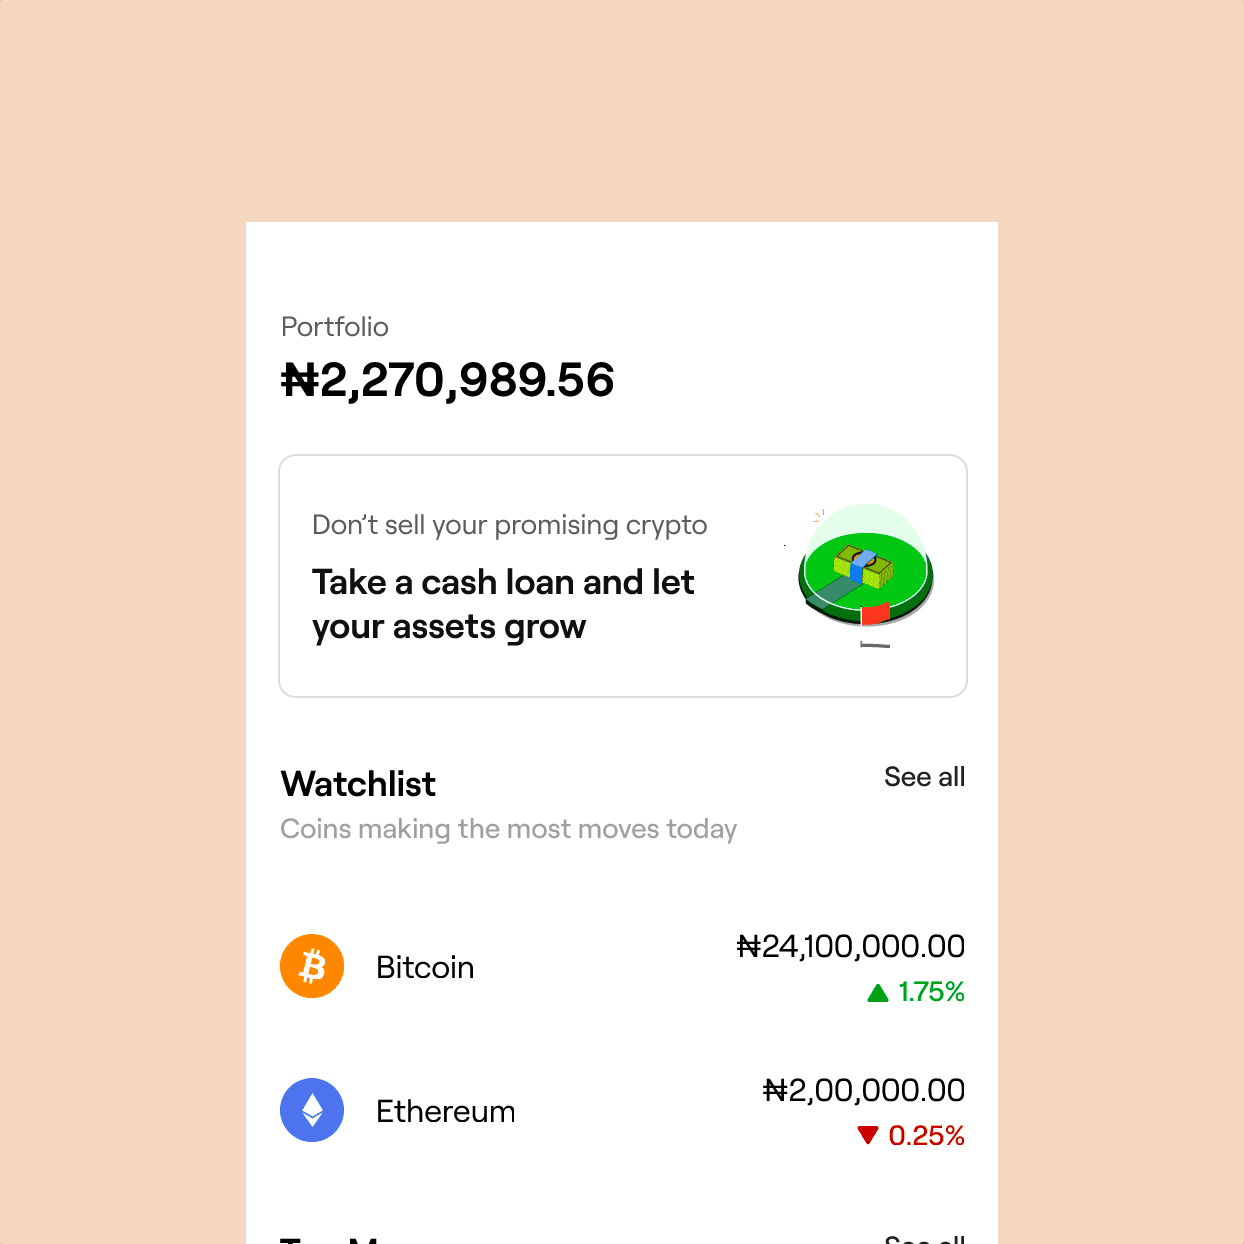 Portfolio
₦2,270,989.56
Don't sell your promising crypto
Take a cash loan and let
your assets grow
Watchlist
See all
Coins making the most moves today
Bitcoin
₦24,100,000.00
▲ 1.75%
Ethereum
₦2,00,000.00
▼ 0.25%
See all